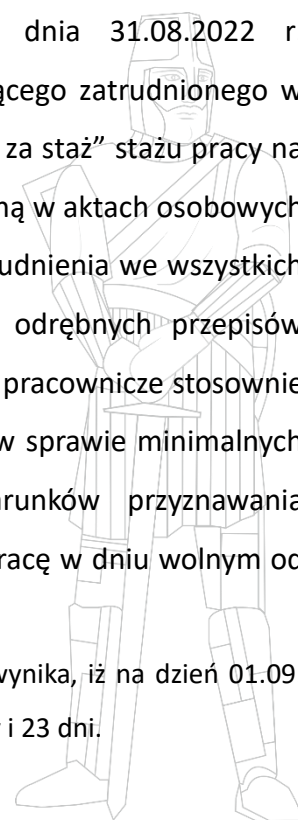 dnia 31.08.2022 r
ącego zatrudnionego w
za staż” stażu pracy na
ną w aktach osobowych
udnienia we wszystkich
odrębnych przepisów
pracownicze stosownie
w sprawie minimalnych
arunków przyznawania
racę w dniu wolnym od
wynika, iż na dzień 01.09
i 23 dni.